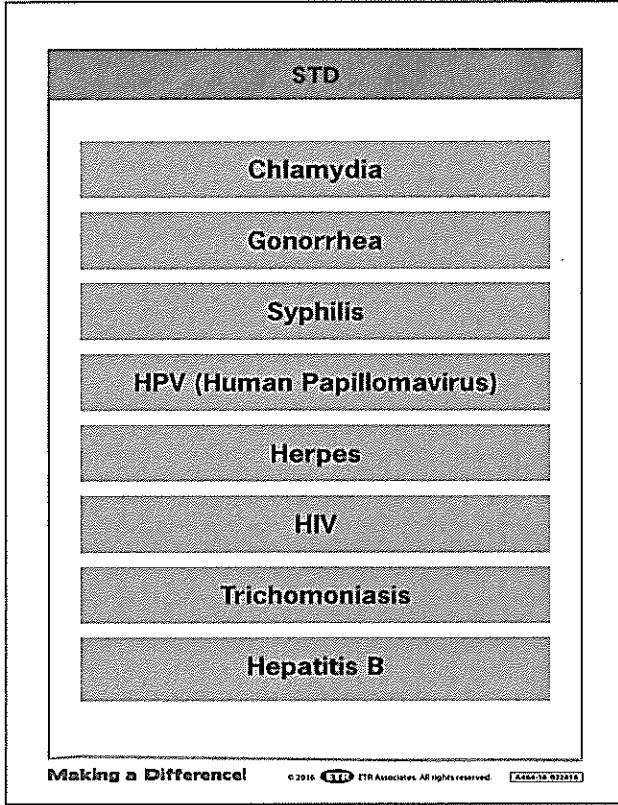 STD
Chlamydia
Gonorrhea
Syphilis
HPV (Human Papillomavirus)
Herpes
HIV
Trichomoniasis
Hepatitis B
Making a Difference! © 2016 ETR ETR Associates. All rights reserved.